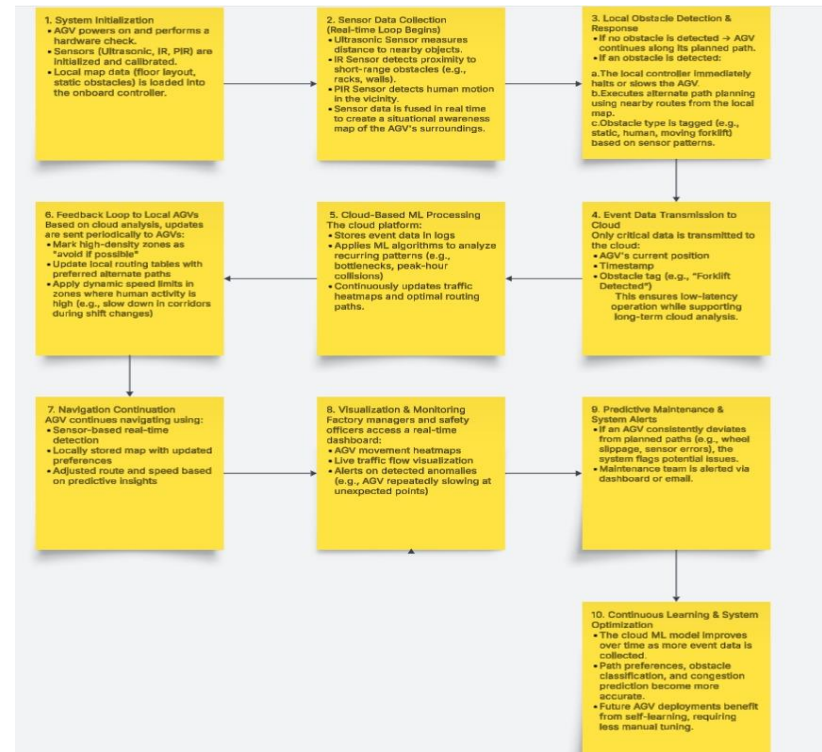 1. System Initialization
• AGV powers on and performs a
hardware check.
• Sensors (Ultrasonic, IR, PIR) are
initialized and calibrated.
• Local map data (floor layout,
static obstacles) is loaded into
the onboard controller.
2. Sensor Data Collection
(Real-time Loop Begins)
• Ultrasonic Sensor measures
distance to nearby objects.
• IR Sensor detects proximity to
short-range obstacles (e.g.,
racks, walls).
• PIR Sensor detects human motion
in the vicinity.
• Sensor data is fused in real time
to create a situational awareness
map of the AGV's surroundings.
3. Local Obstacle Detection &
Response
• If no obstacle is detected → AGV
continues along its planned path.
• If an obstacle is detected:
a.The local controller immediately
halts or slows the AGV.
b.Executes alternate path planning
using nearby routes from the local
map.
c.Obstacle type is tagged (e.g.,
static, human, moving forklift)
based on sensor patterns.
6. Feedback Loop to Local AGVs
Based on cloud analysis, updates
are sent periodically to AGVs:
• Mark high-density zones as
"avoid if possible"
• Update local routing tables with
preferred alternate paths
• Apply dynamic speed limits in
zones where human activity is
high (e.g., slow down in corridors
during shift changes)
5. Cloud-Based ML Processing
The cloud platform:
• Stores event data in logs
• Applies ML algorithms to analyze
recurring patterns (e.g.,
bottlenecks, peak-hour
collisions)
• Continuously updates traffic
heatmaps and optimal routing
paths.
4. Event Data Transmission to
Cloud
Only critical data is transmitted to
the cloud:
• AGV's current position
• Timestamp
• Obstacle tag (e.g., "Forklift
Detected")
This ensures low-latency
operation while supporting
long-term cloud analysis.
7. Navigation Continuation
AGV continues navigating using:
• Sensor-based real-time
detection
• Locally stored map with updated
preferences
• Adjusted route and speed based
on predictive insights
8. Visualization & Monitoring
Factory managers and safety
officers access a real-time
dashboard:
• AGV movement heatmaps
• Live traffic flow visualization
• Alerts on detected anomalies
(e.g., AGV repeatedly slowing at
unexpected points)
9. Predictive Maintenance &
System Alerts
• If an AGV consistently deviates
from planned paths (e.g., wheel
slippage, sensor errors), the
system flags potential issues.
• Maintenance team is alerted via
dashboard or email.
10. Continuous Learning & System
Optimization
• The cloud ML model improves
over time as more event data is
collected.
• Path preferences, obstacle
classification, and congestion
prediction become more
accurate.
• Future AGV deployments benefit
from self-learning, requiring
less manual tuning.